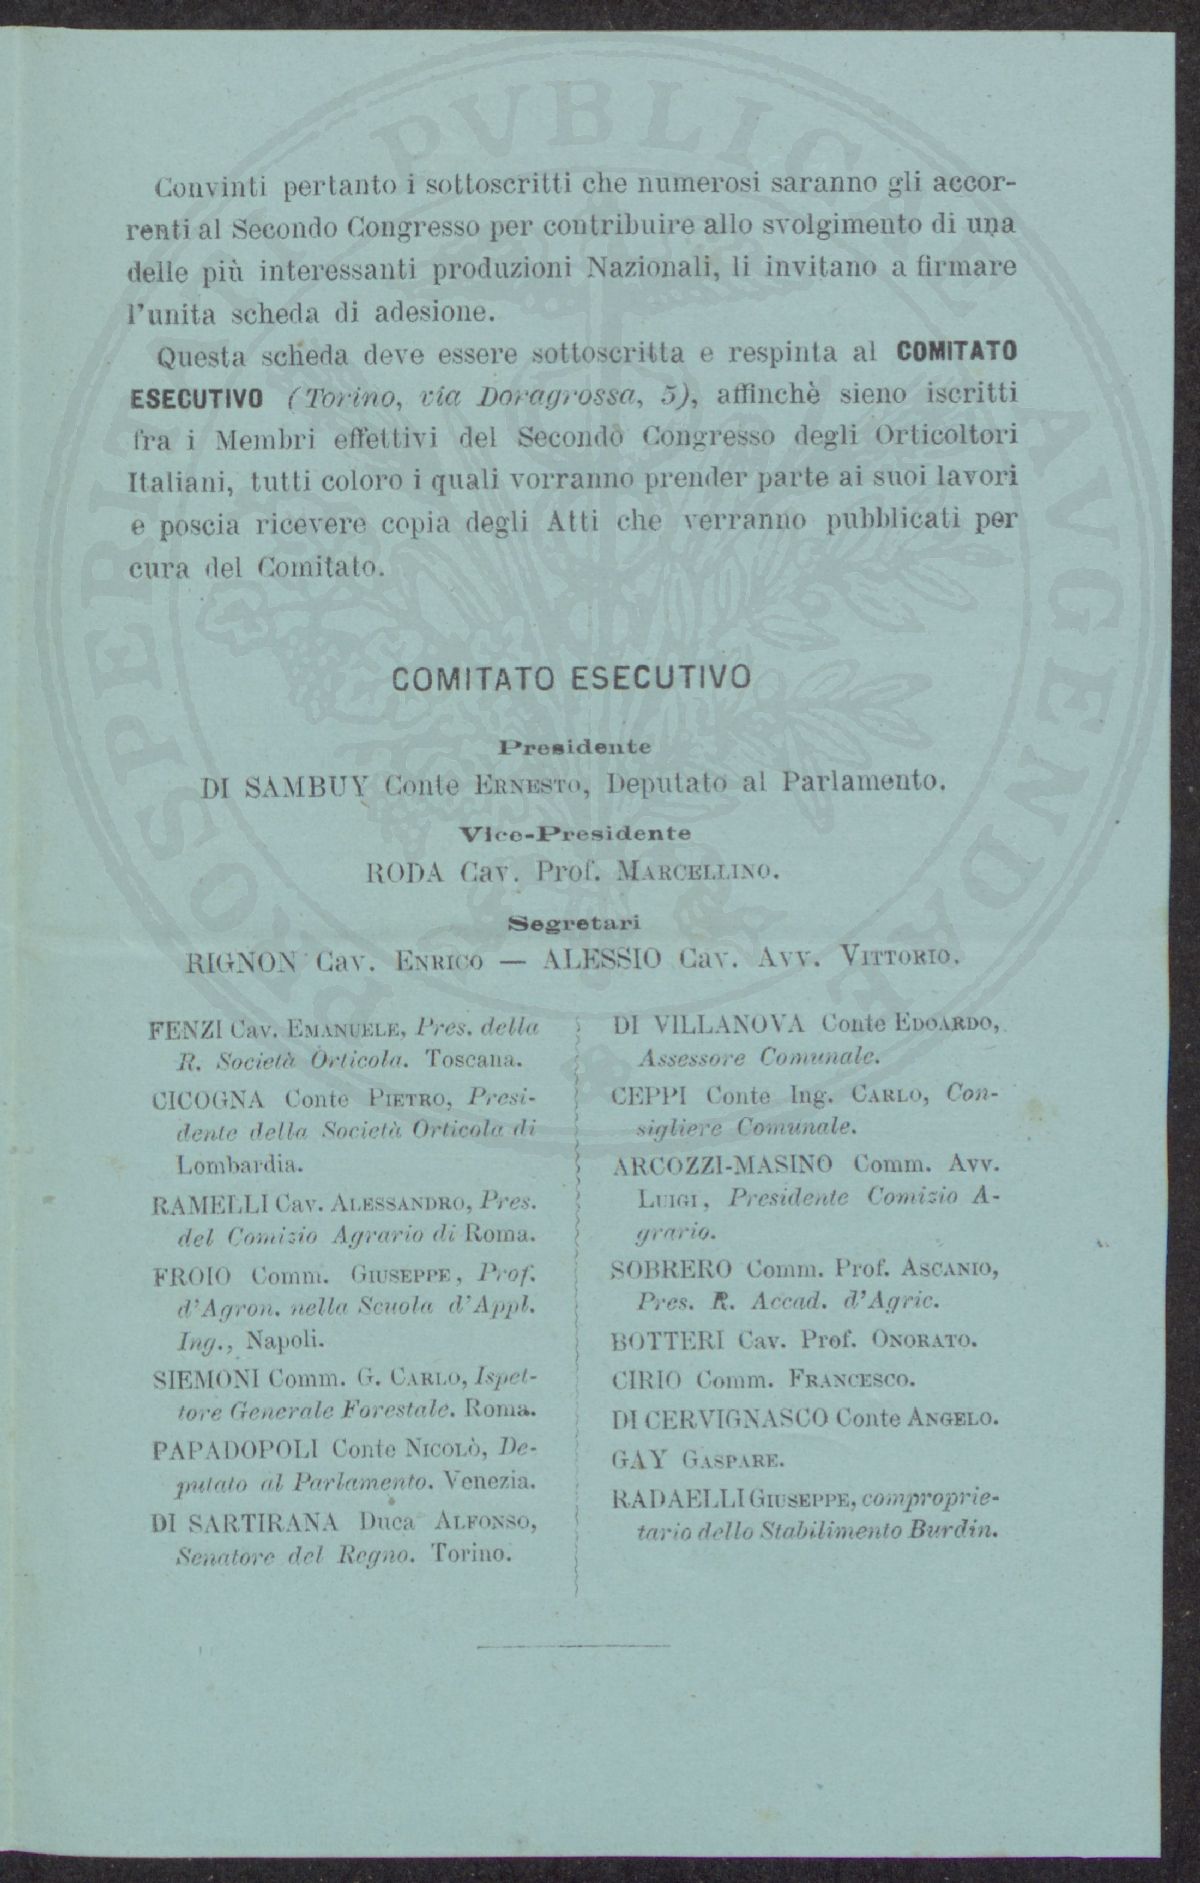 Convinti pertanto i sottoscritti che numerosi saranno gli accor-
renti al Secondo Congresso per contribuire allo svolgimento di una
delle più interessanti produzioni Nazionali, li invitano a firmare
l'unita scheda di adesione.
Questa scheda deve essere sottoscritta e respinta al COMITATO
ESECUTIVO (Torino, via Doragrossa, 5), affinchè sieno iscritti
fra i Membri effettivi del Secondo Congresso degli Orticoltori
Italiani, tutti coloro i quali vorranno prender parte ai suoi lavori
e poscia ricevere copia degli Atti che verranno pubblicati per
cura del Comitato.
COMITATO ESECUTIVO
Presidente
DI SAMBUY Conte ERNESTO, Deputato al Parlamento.
Vice-Presidente
RODA Cav. Prof. MARCELLINO.
Segretari
RIGNON Cav. ENRICO — ALESSIO Cav. Avv. VITTORIO.
FENZI Cav. EMANUELE, Pres. della
R. Società Orticola. Toscana.
CICOGNA Conte PIETRO, Presi-
dente della Società Orticola di
Lombardia.
RAMELLI Cav. ALESSANDRO, Pres.
del Comizio Agrario di Roma.
FROIO Comm. GIUSEPPE, Prof.
d'Agron. nella Scuola d'Appl.
Ing., Napoli.
SIEMONI Comm. G. CARLO, Ispet-
tore Generale Forestale. Roma.
PAPADOPOLI Conte NICOLÒ, De-
putato al Parlamento. Venezia.
DI SARTIRANA Duca ALFONSO,
Senatore del Regno. Torino.
DI VILLANOVA Conte EDOARDO,
Assessore Comunale.
CEPPI Conte Ing. CARLO, Con-
sigliere Comunale.
ARCOZZI-MASINO Comm. Avv.
LUIGI, Presidente Comizio A-
grario.
SOBRERO Comm. Prof. ASCANIO,
Pres. R. Accad. d'Agric.
BOTTERI Cav. Prof. ONORATO.
CIRIO Comm. FRANCESCO.
DI CERVIGNASCO Conte ANGELO.
GAY GASPARE.
RADAELLI GIUSEPPE, comproprie-
tario dello Stabilimento Burdin.
PROSPERITATI PVBLICAE AVGENDAE